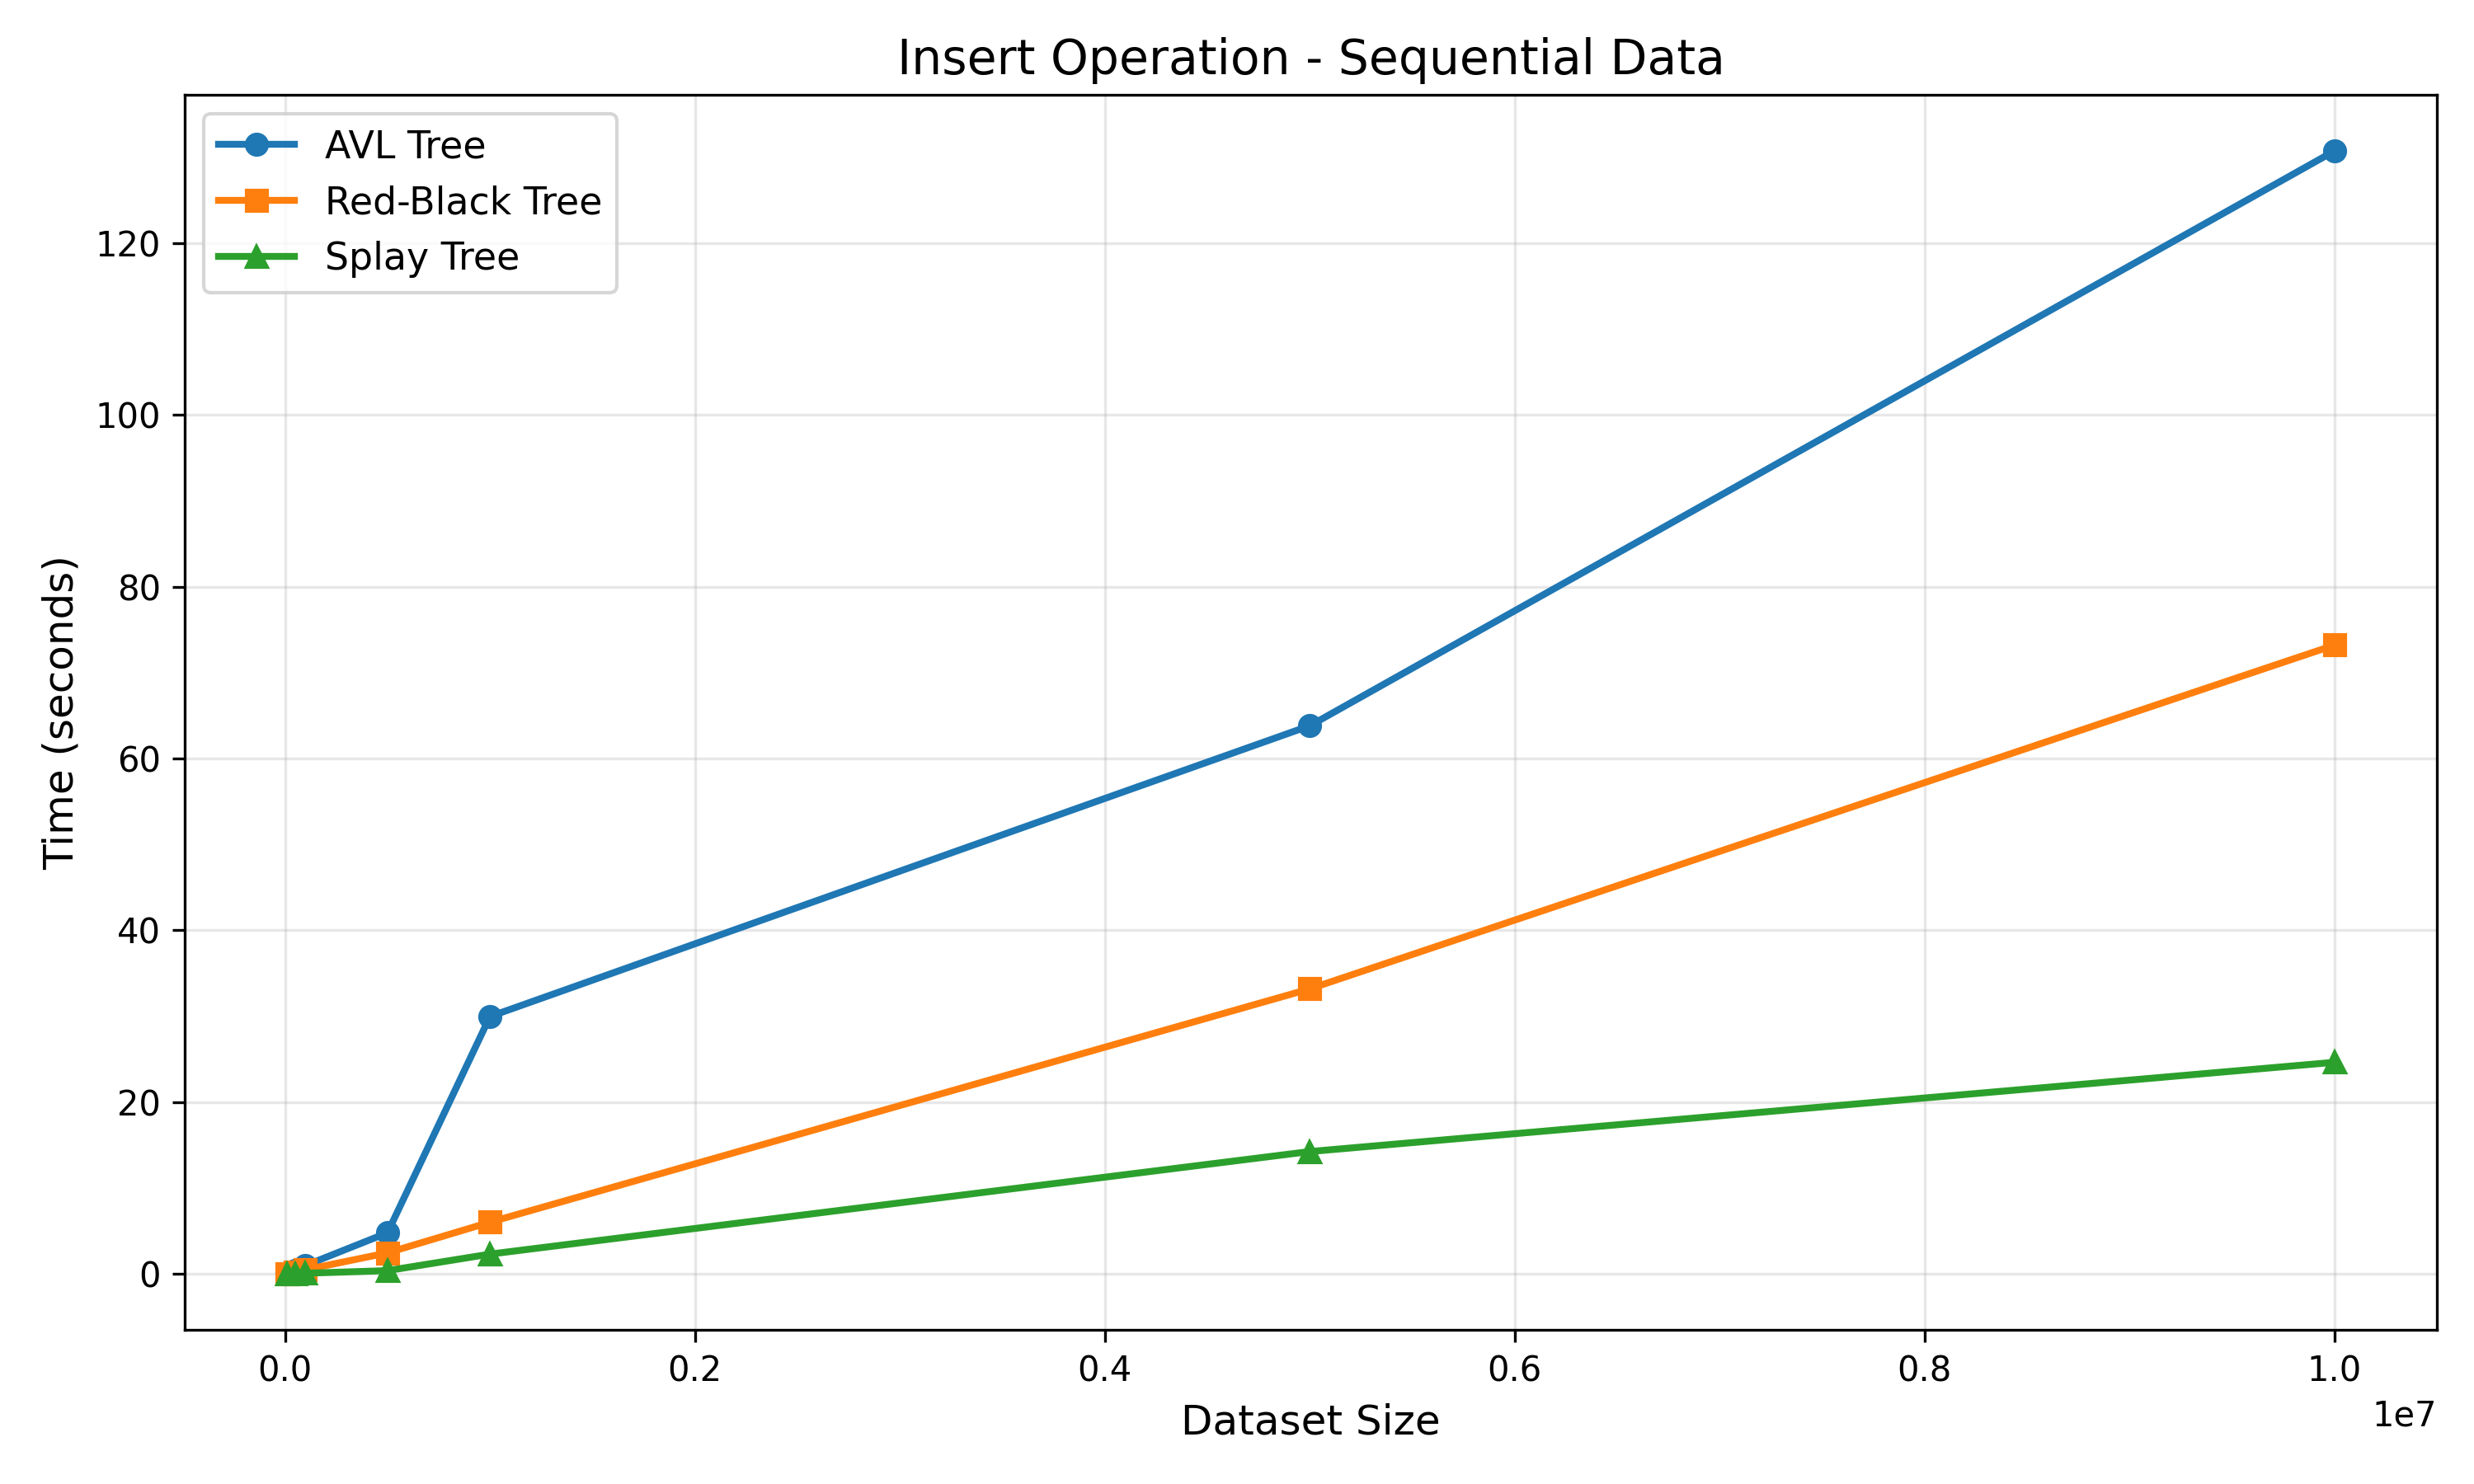 Insert Operation - Sequential Data
AVL Tree
Red-Black Tree
Splay Tree
Time (seconds)
120
100
80
60
40
20
0
0.0
0.2
0.4
0.6
0.8
1.0
1e7
Dataset Size